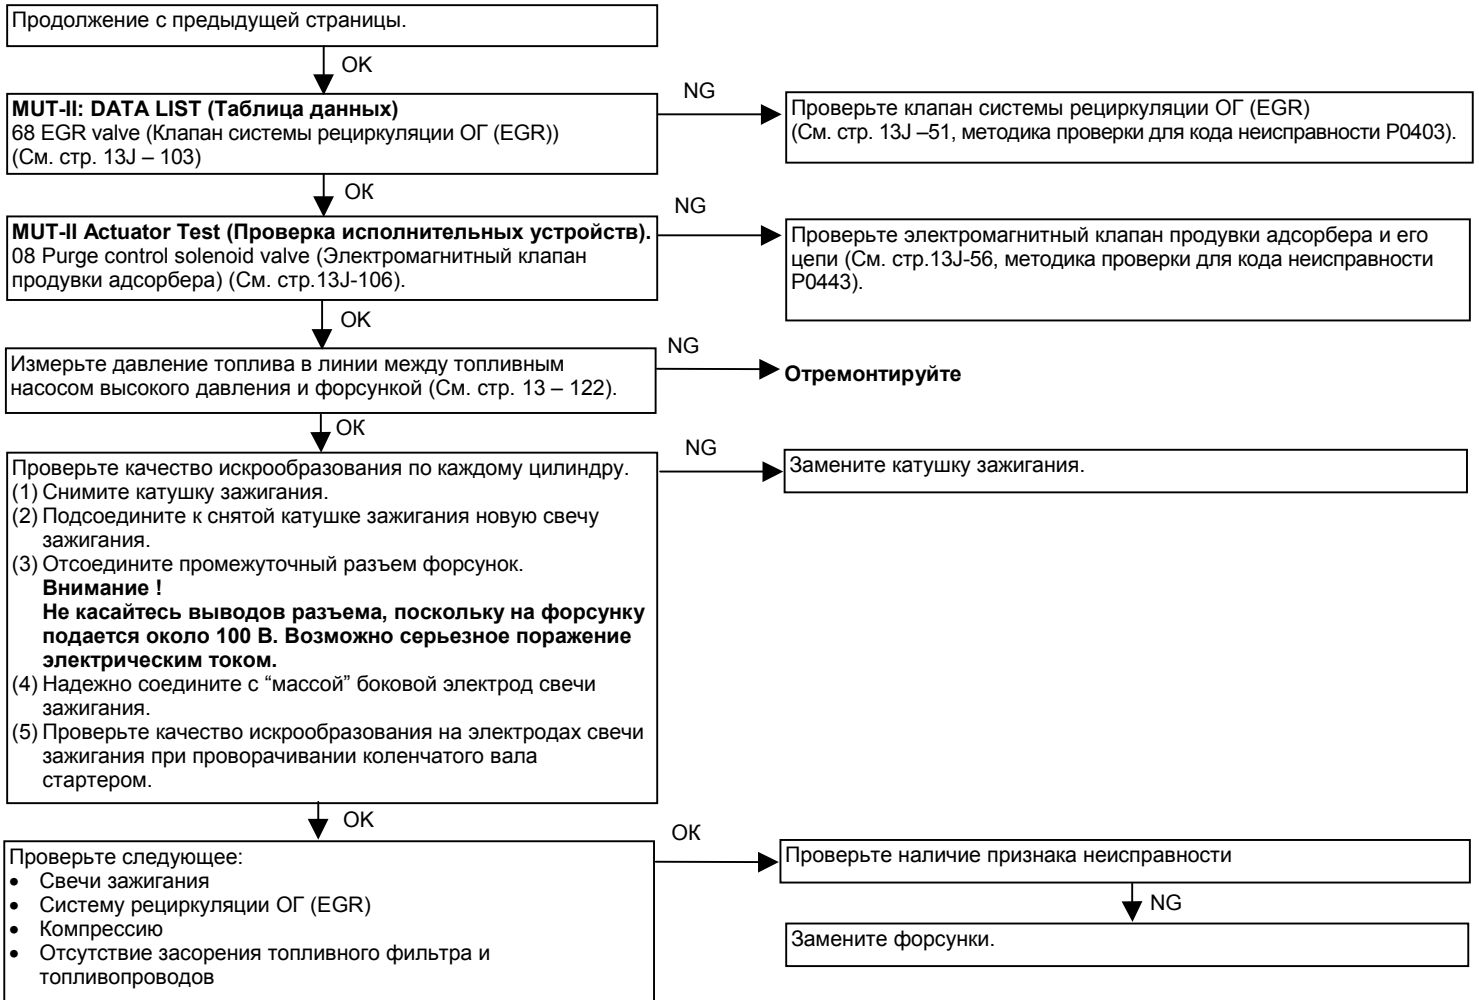 Продолжение с предыдущей страницы.
OK
MUT-II: DATA LIST (Таблица данных)
68 EGR valve (Клапан системы рециркуляции ОГ (EGR))
(См. стр. 13J – 103)
NG
Проверьте клапан системы рециркуляции ОГ (EGR)
(См. стр. 13J –51, методика проверки для кода неисправности P0403).
OK
MUT-II Actuator Test (Проверка исполнительных устройств).
08 Purge control solenoid valve (Электромагнитный клапан
продувки адсорбера) (См. стр.13J-106).
NG
Проверьте электромагнитный клапан продувки адсорбера и его
цепи (См. стр.13J-56, методика проверки для кода неисправности
P0443).
OK
Измерьте давление топлива в линии между топливным
насосом высокого давления и форсункой (См. стр. 13 – 122).
NG
Отремонтируйте
OK
Проверьте качество искрообразования по каждому цилиндру.
(1) Снимите катушку зажигания.
(2) Подсоедините к снятой катушке зажигания новую свечу
зажигания.
(3) Отсоедините промежуточный разъем форсунок.
Внимание !
Не касайтесь выводов разъема, поскольку на форсунку
подается около 100 В. Возможно серьезное поражение
электрическим током.
(4) Надежно соедините с “массой” боковой электрод свечи
зажигания.
(5) Проверьте качество искрообразования на электродах свечи
зажигания при проворачивании коленчатого вала
стартером.
NG
Замените катушку зажигания.
OK
Проверьте следующее:
• Свечи зажигания
• Систему рециркуляции ОГ (EGR)
• Компрессию
• Отсутствие засорения топливного фильтра и
топливопроводов
OK
Проверьте наличие признака неисправности
NG
Замените форсунки.